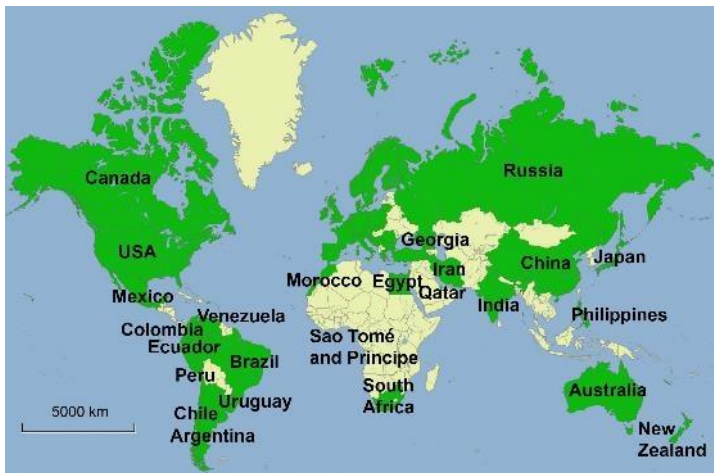 Canada
Russia
USA
Georgia
China
Japan
Iran
Morocco
Egypt
Qatar
Mexico
Venezuela
India
Philippines
Colombia
Ecuador
Sao Tomé
and Principe
Brazil
Peru
South
Africa
Australia
Uruguay
5000 km
Chile
Argentina
New
Zealand